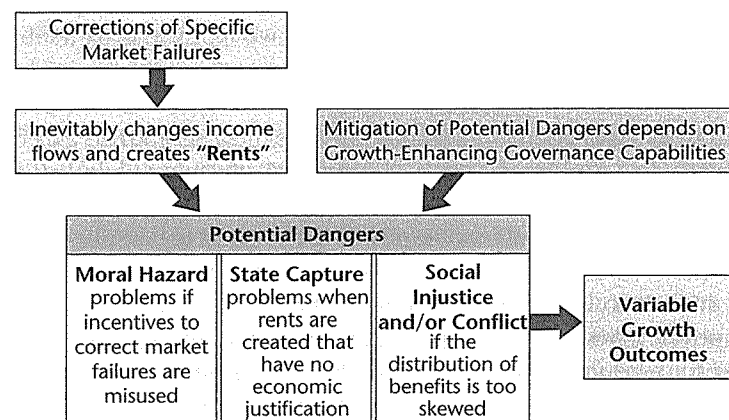 Corrections of Specific
Market Failures
Inevitably changes income
flows and creates "Rents"
Mitigation of Potential Dangers depends on
Growth-Enhancing Governance Capabilities
Potential Dangers
Moral Hazard
problems if
incentives to
correct market
failures are
misused
State Capture
problems when
rents are
created that
have no
economic
justification
Social
Injustice
and/or Conflict
if the
distribution of
benefits is too
skewed
Variable
Growth
Outcomes